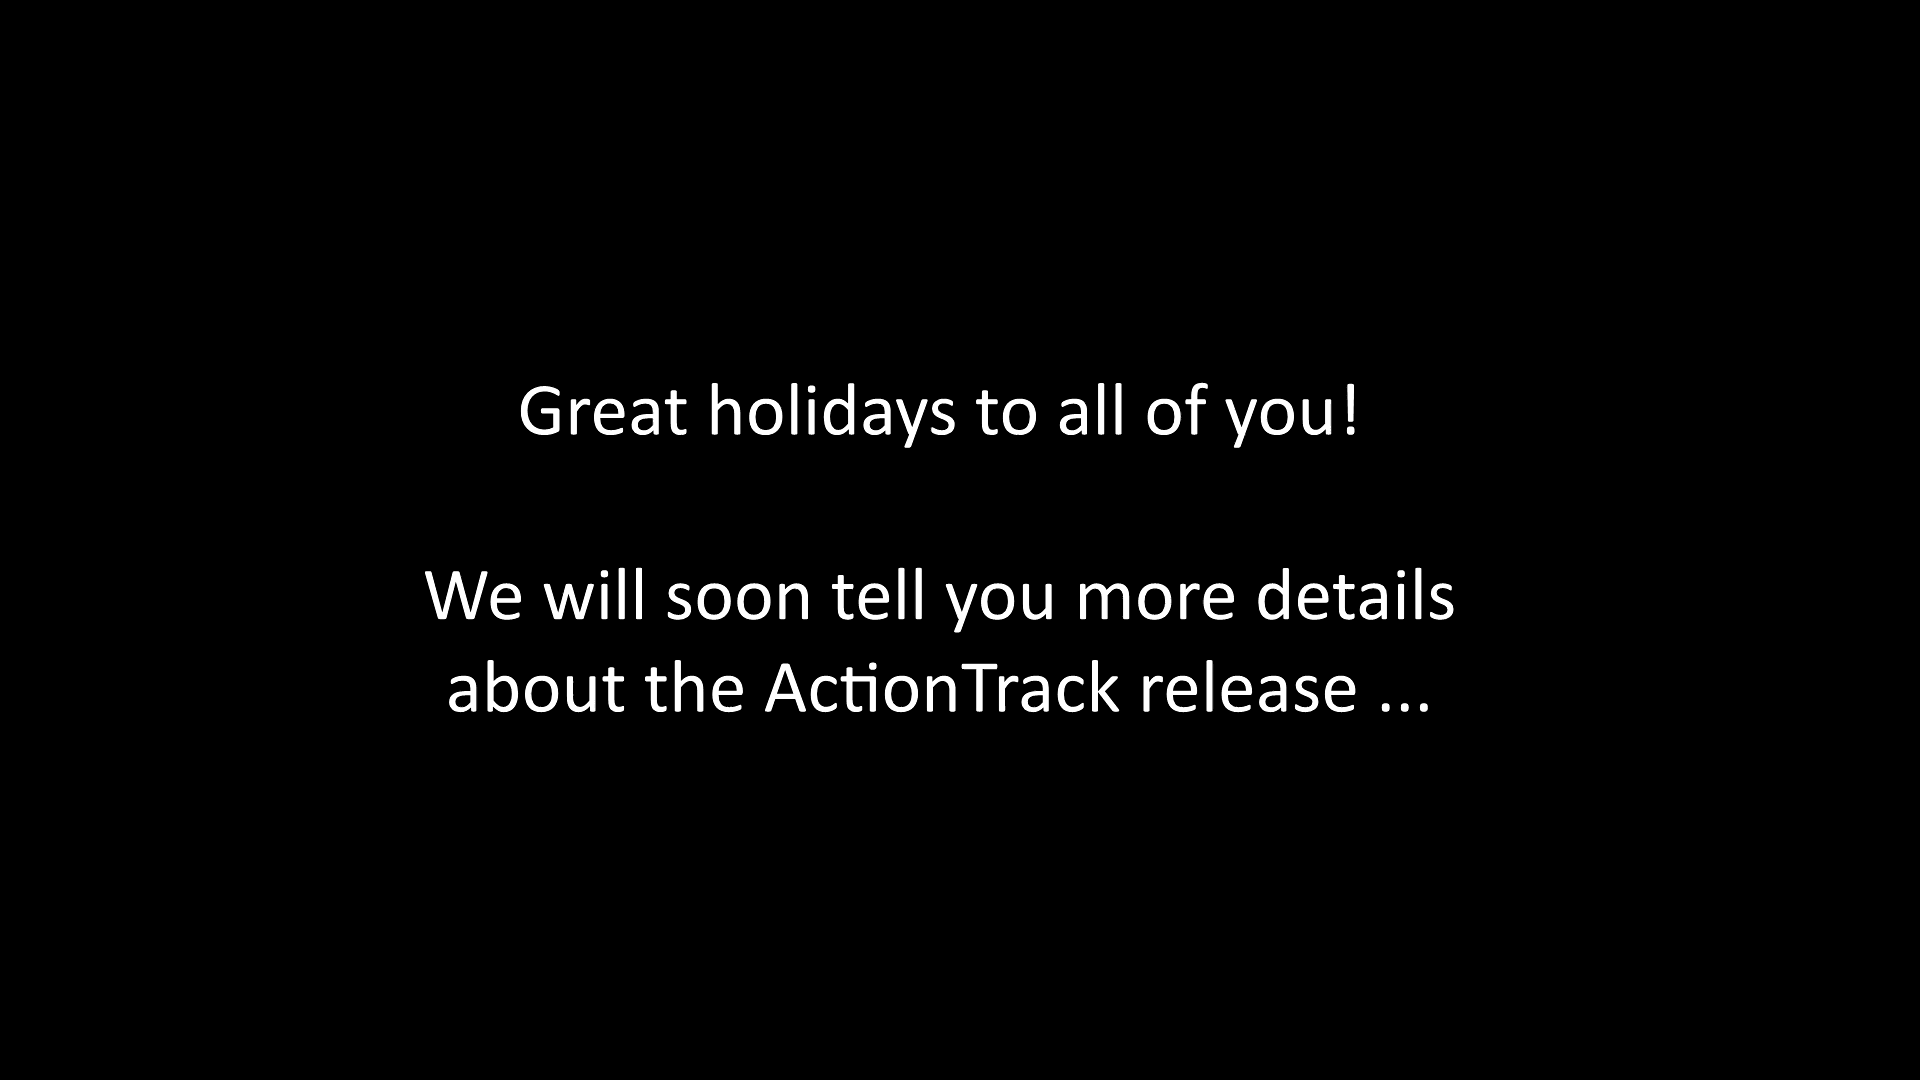 Great holidays to all of you!
We will soon tell you more details
about the ActionTrack release ...